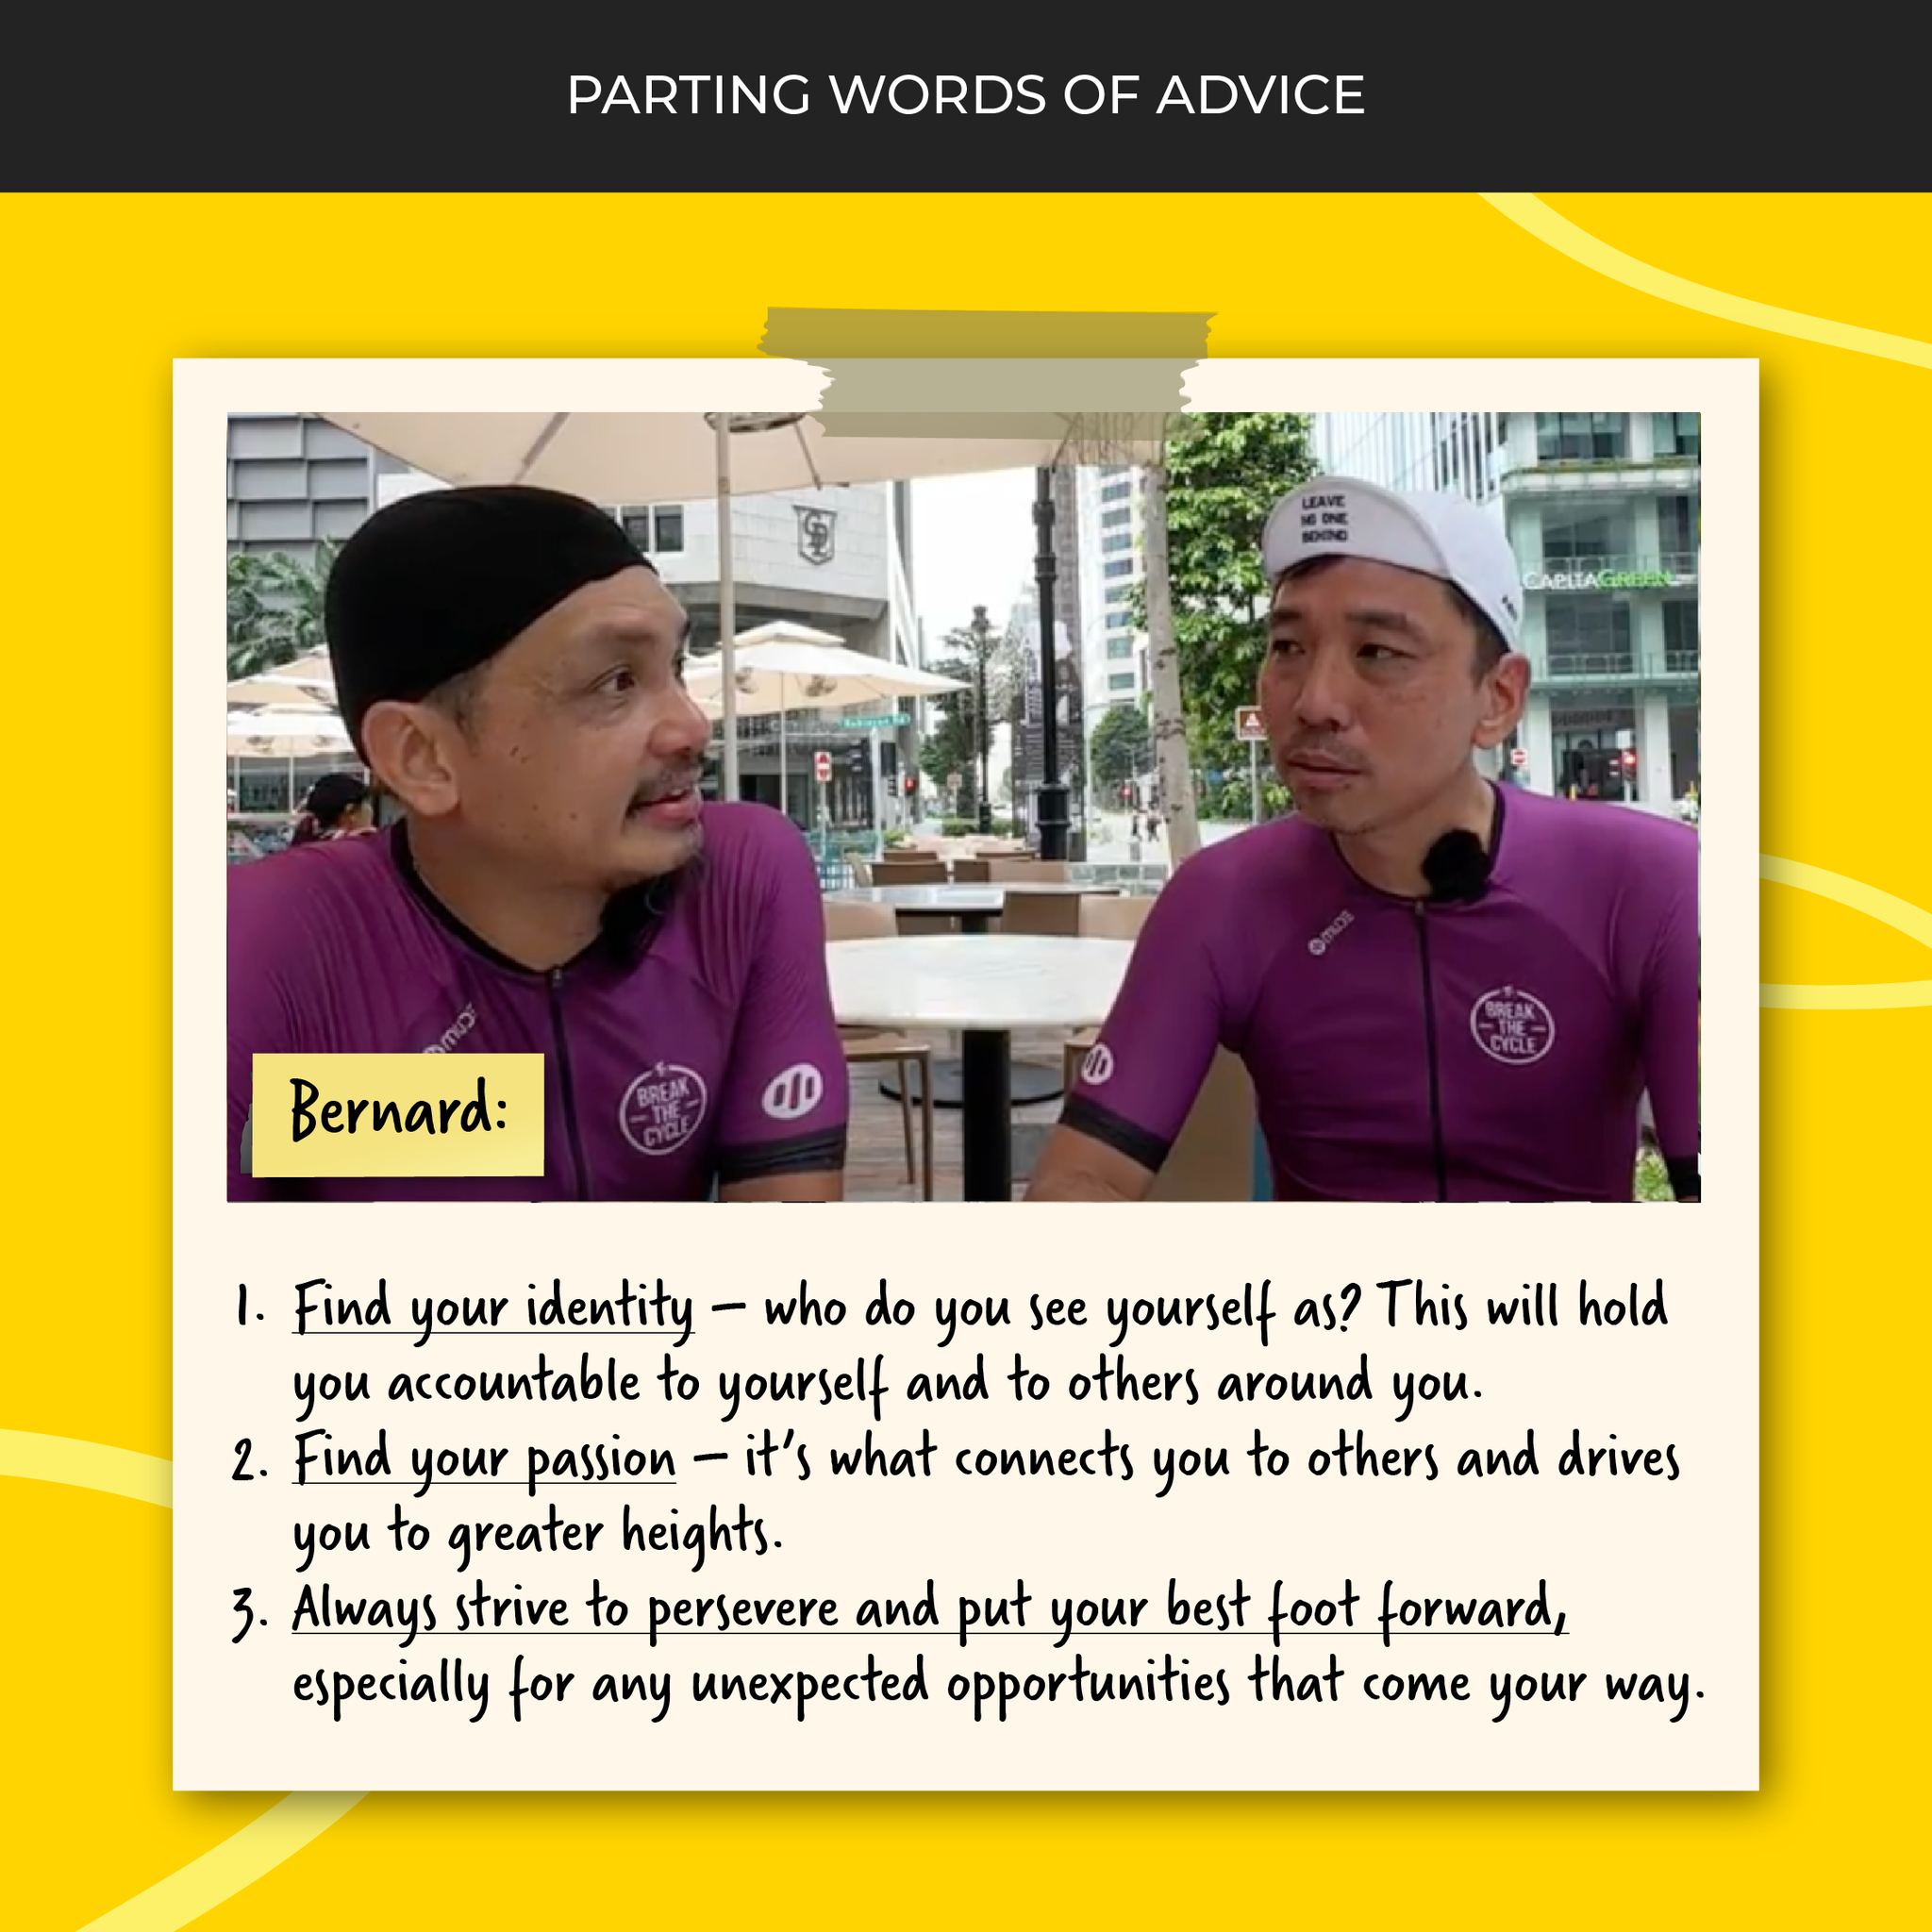 PARTING WORDS OF ADVICE
LEAVE
NO ONE
BEHIND
CAPITAGREEN
Robinson Rd
BREAK
THE
CYCLE
BREAK
THE
CYCLE
Bernard:
1. Find your identity – who do you see yourself as? This will hold
you accountable to yourself and to others around you.
2. Find your passion – it's what connects you to others and drives
you to greater heights.
3. Always strive to persevere and put your best foot forward,
especially for any unexpected opportunities that come your way.